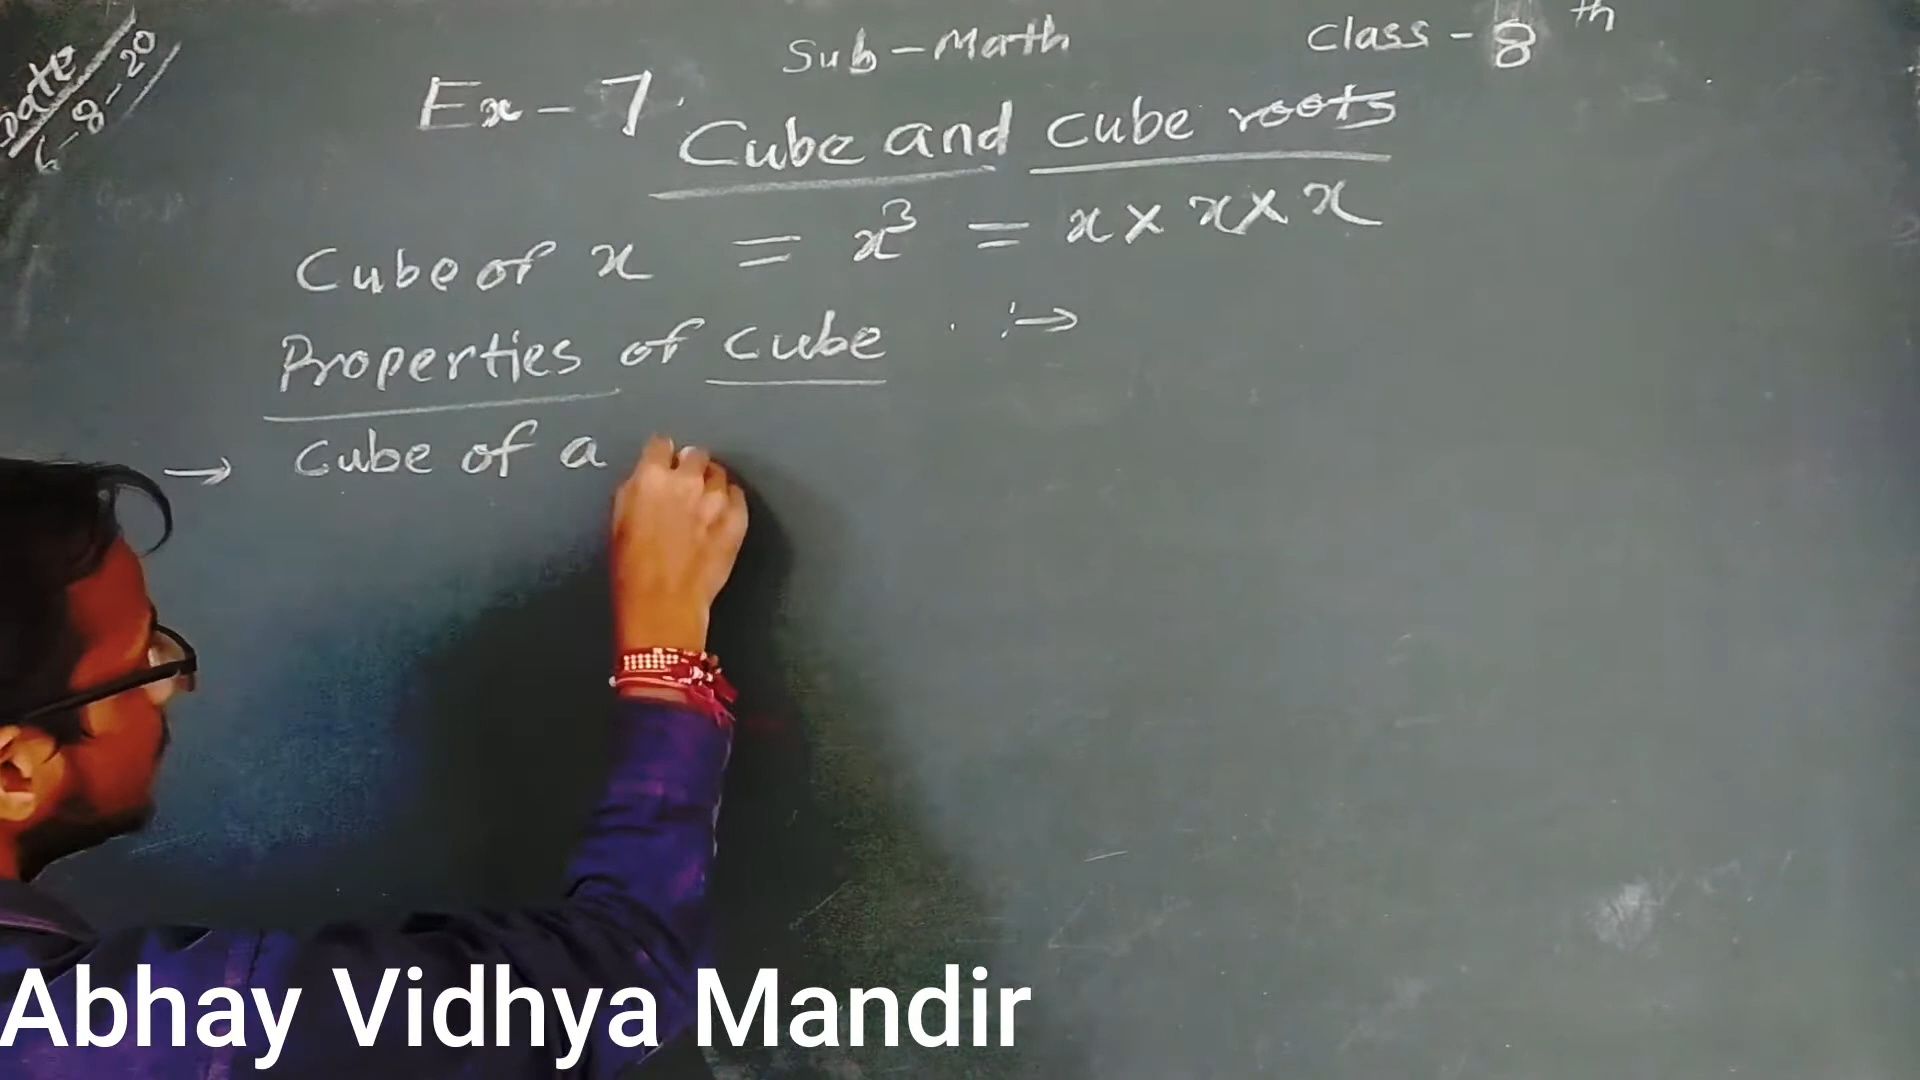 Date
6-8-20
Sub - Math
Class - 8th
Ex - 7.
Cube and cube roots
Cube of x = x³ = x × x × x
Properties of cube :→
→ Cube of a
Abhay Vidhya Mandir